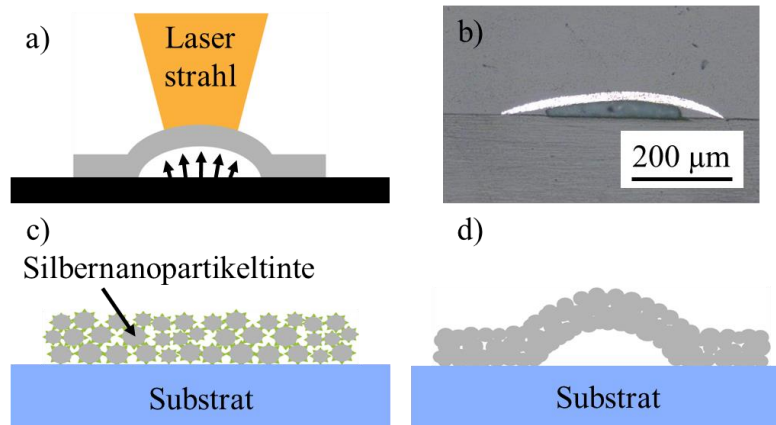 a)
Laser
strahl
b)
200 µm
c)
Silbernanopartikeltinte
Substrat
d)
Substrat